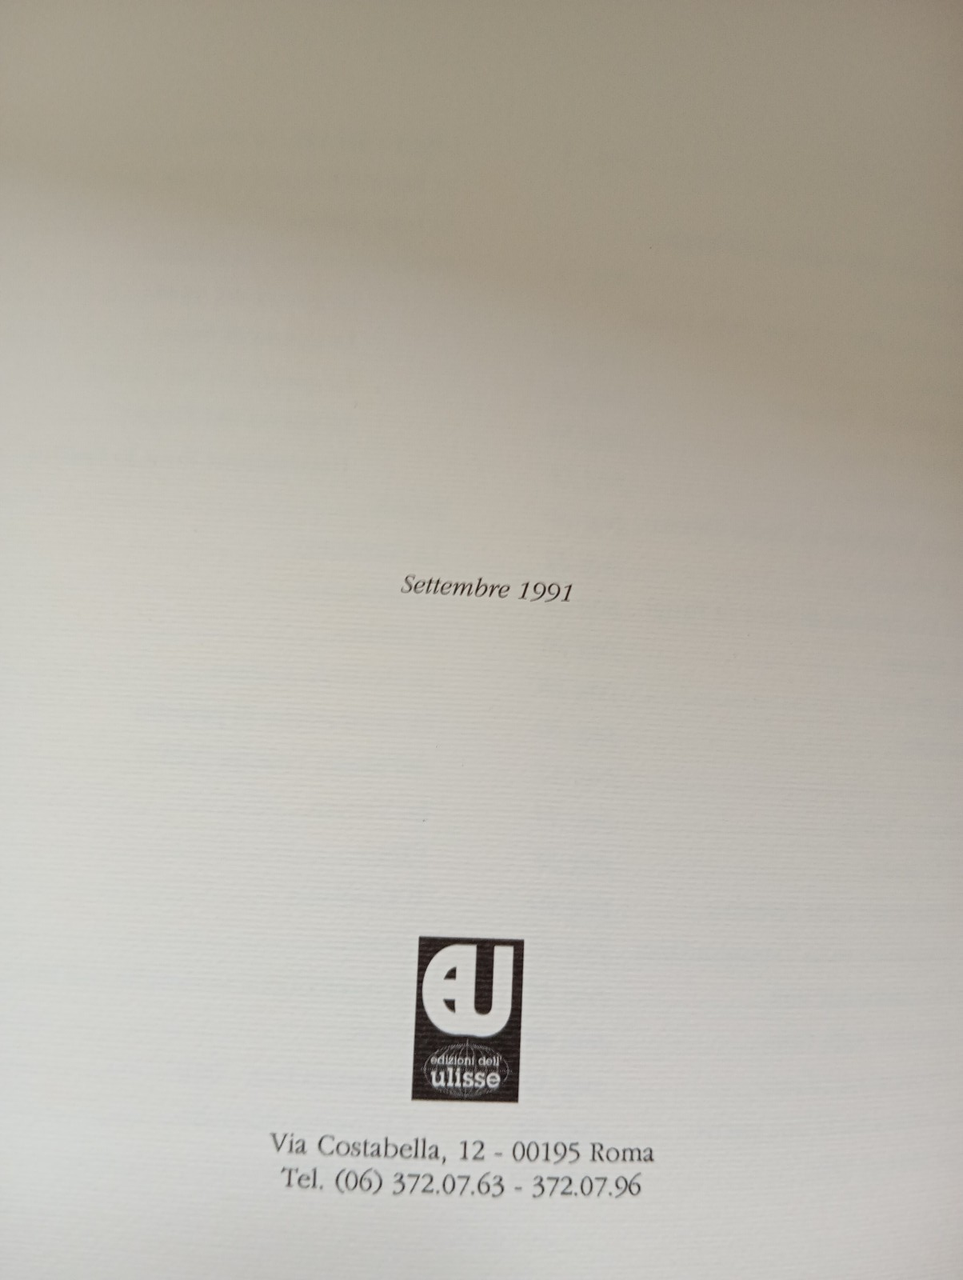 Settembre 1991
EU
edizioni dell'
ulisse
Via Costabella, 12 - 00195 Roma
Tel. (06) 372.07.63 - 372.07.96